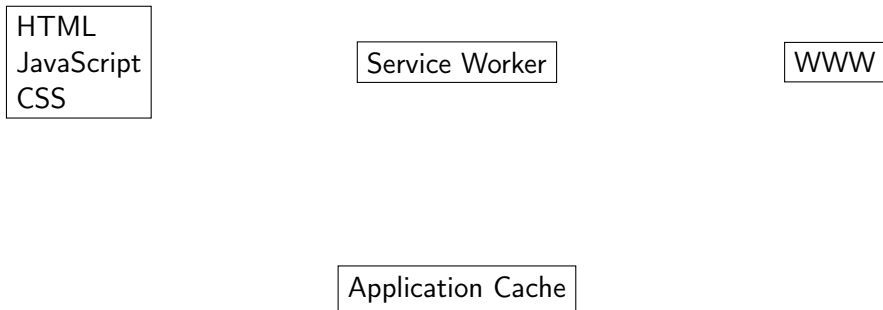 HTML
JavaScript
CSS
Service Worker
WWW
Application Cache